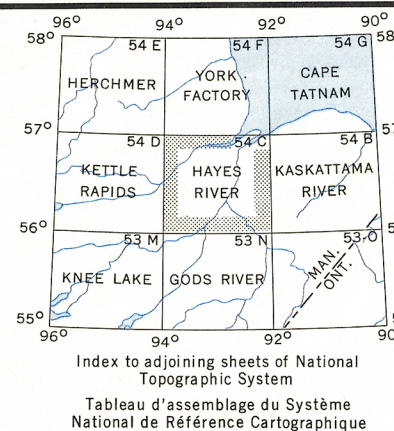 96° 94° 92° 90°
58° 54 E 54 F 54 G 58
HERCHMER YORK FACTORY CAPE TATNAM
57° 54 D 54 C 54 B 57
KETTLE RAPIDS HAYES RIVER KASKATTAMA RIVER
56° 53 M 53 N 53 O 5
KNEE LAKE GODS RIVER MAN. ONT.
55° 55
96° 94° 92° 90
Index to adjoining sheets of National
Topographic System
Tableau d'assemblage du Système
National de Référence Cartographique